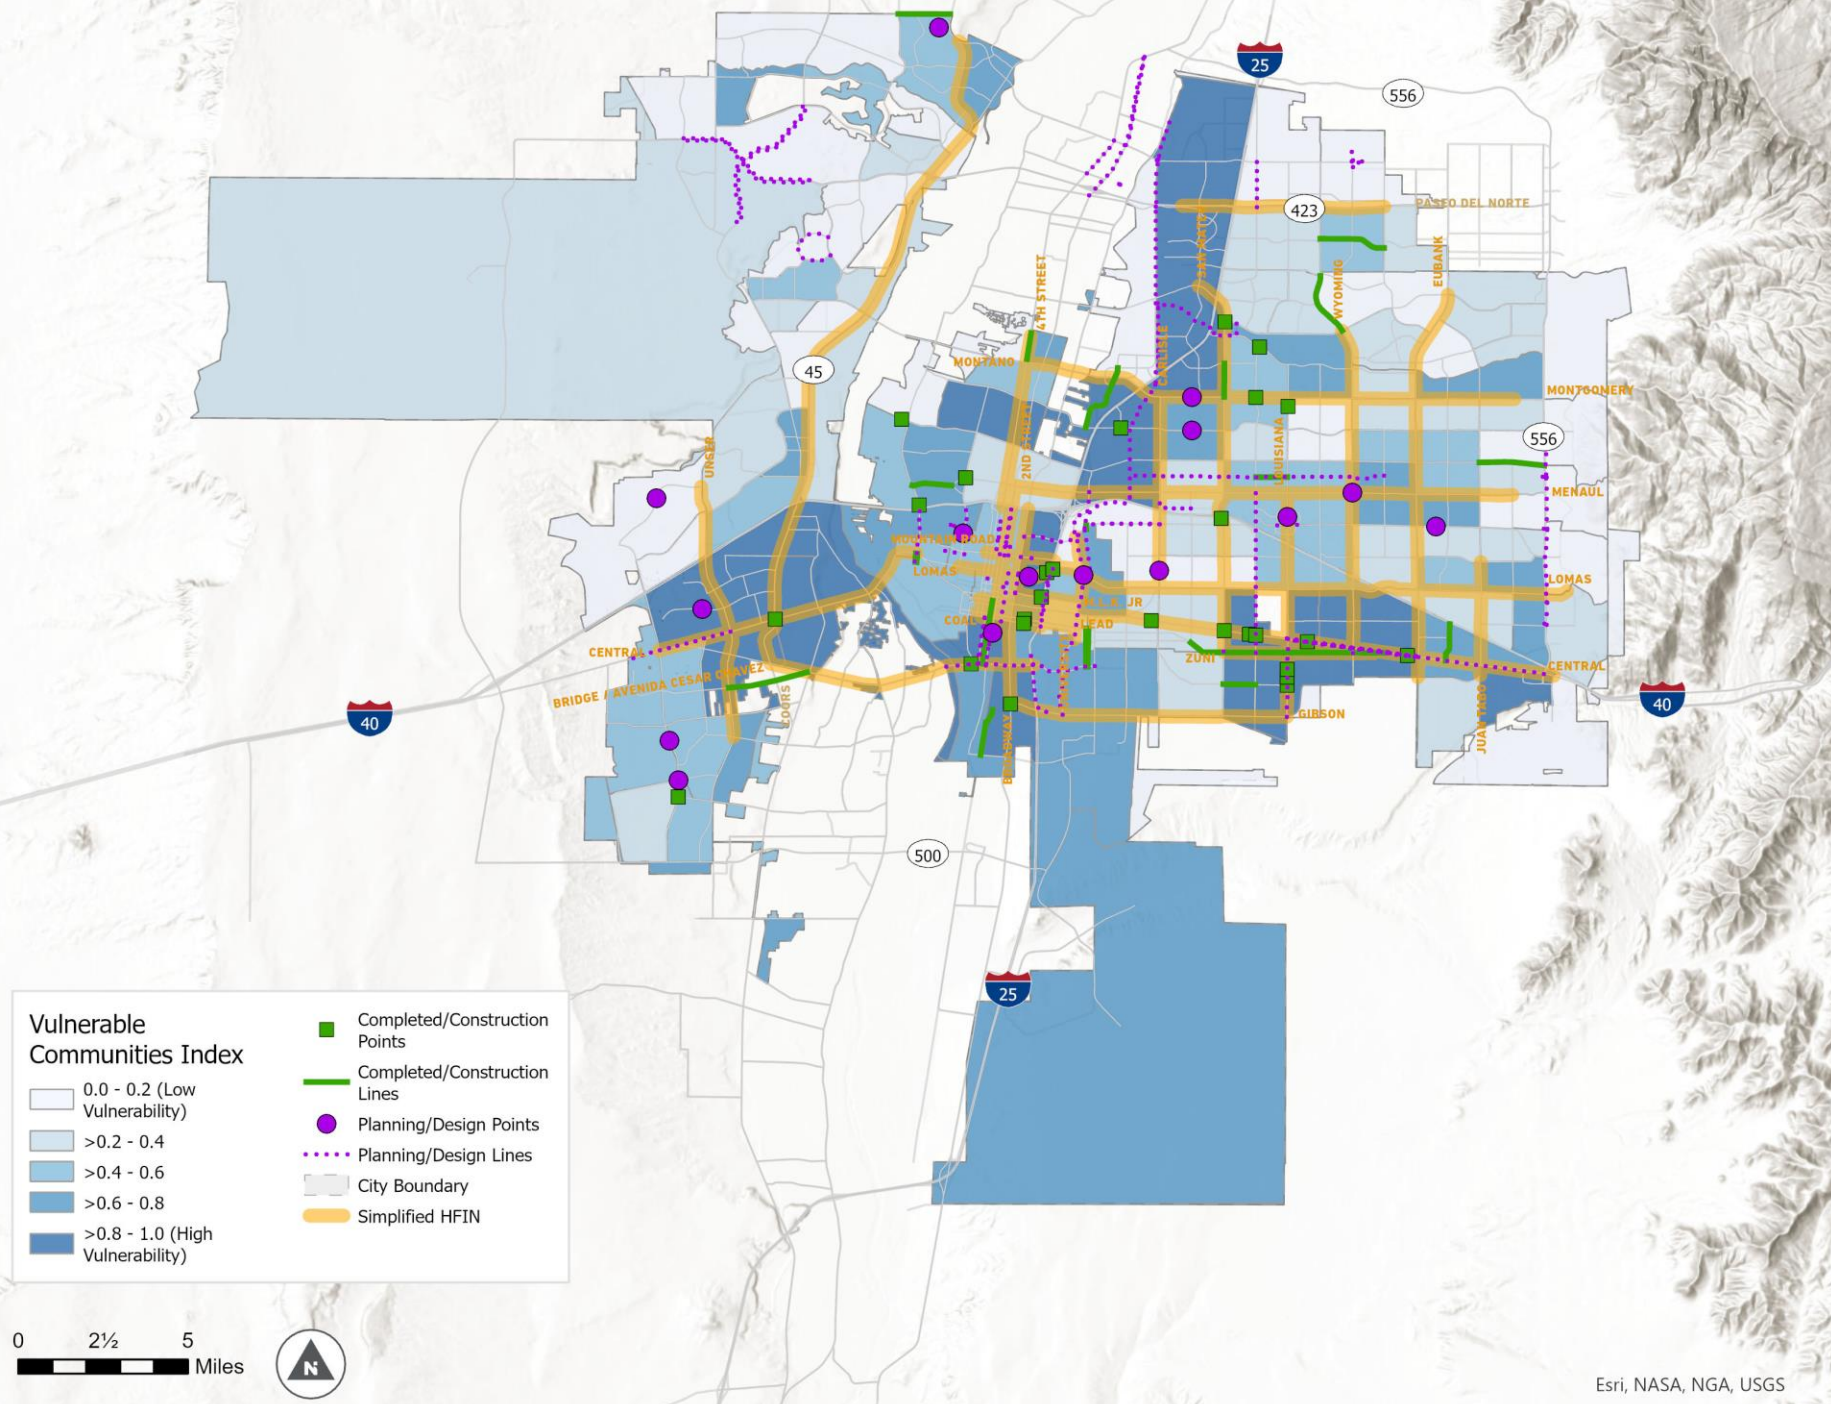 25
556
PASEO DEL NORTE
423
SAN MATEO
EUBANK
4TH STREET
WYOMING
CARLISLE
MONTANO
45
MONTGOMERY
UNSER
2ND STREET
LOUISIANA
556
MENAUL
MOUNTAIN ROAD
LOMAS
LOMAS
COAL
LEAD
CENTRAL
ZUNI
CENTRAL
BRIDGE / AVENIDA CESAR CHAVEZ
COORS
40
40
GIBSON
JUAN TABO
BROADWAY
500
25
Vulnerable
Communities Index
0.0 - 0.2 (Low
Vulnerability)
>0.2 - 0.4
>0.4 - 0.6
>0.6 - 0.8
>0.8 - 1.0 (High
Vulnerability)
Completed/Construction
Points
Completed/Construction
Lines
Planning/Design Points
Planning/Design Lines
City Boundary
Simplified HFIN
0 2½ 5
Miles
N
Esri, NASA, NGA, USGS